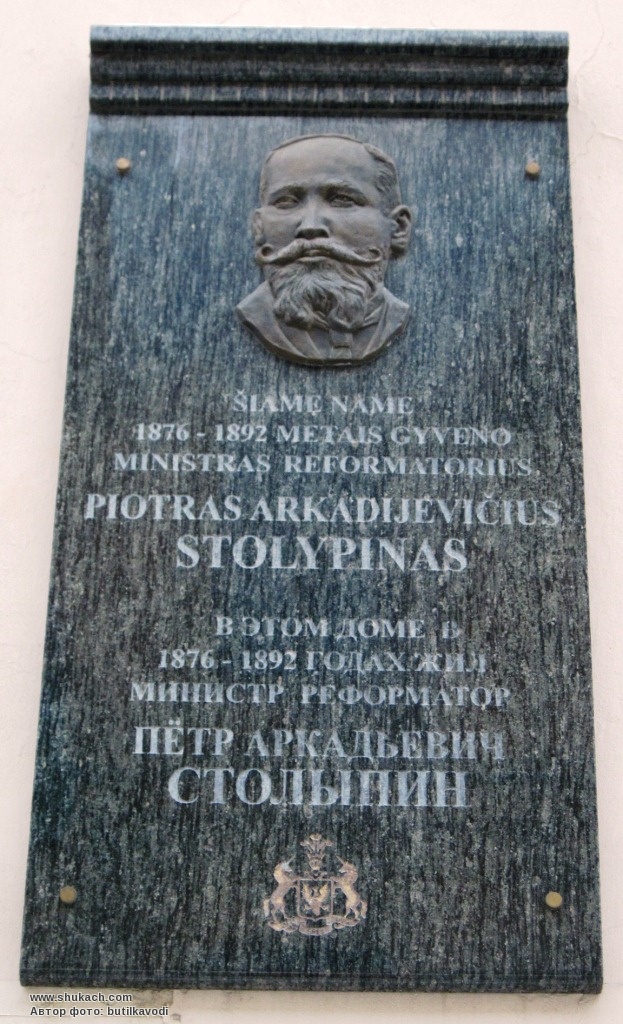 ŠIAME NAME
1876 - 1892 METAIS GYVENO
MINISTRAS REFORMATORIUS
PIOTRAS ARKADIJEVIČIUS
STOLYPINAS
В ЭТОМ ДОМЕ В
1876 - 1892 ГОДАХ ЖИЛ
МИНИСТР РЕФОРМАТОР
ПЁТР АРКАДЬЕВИЧ
СТОЛЫПИН
www.shukach.com
Автор фото: butilkavodi